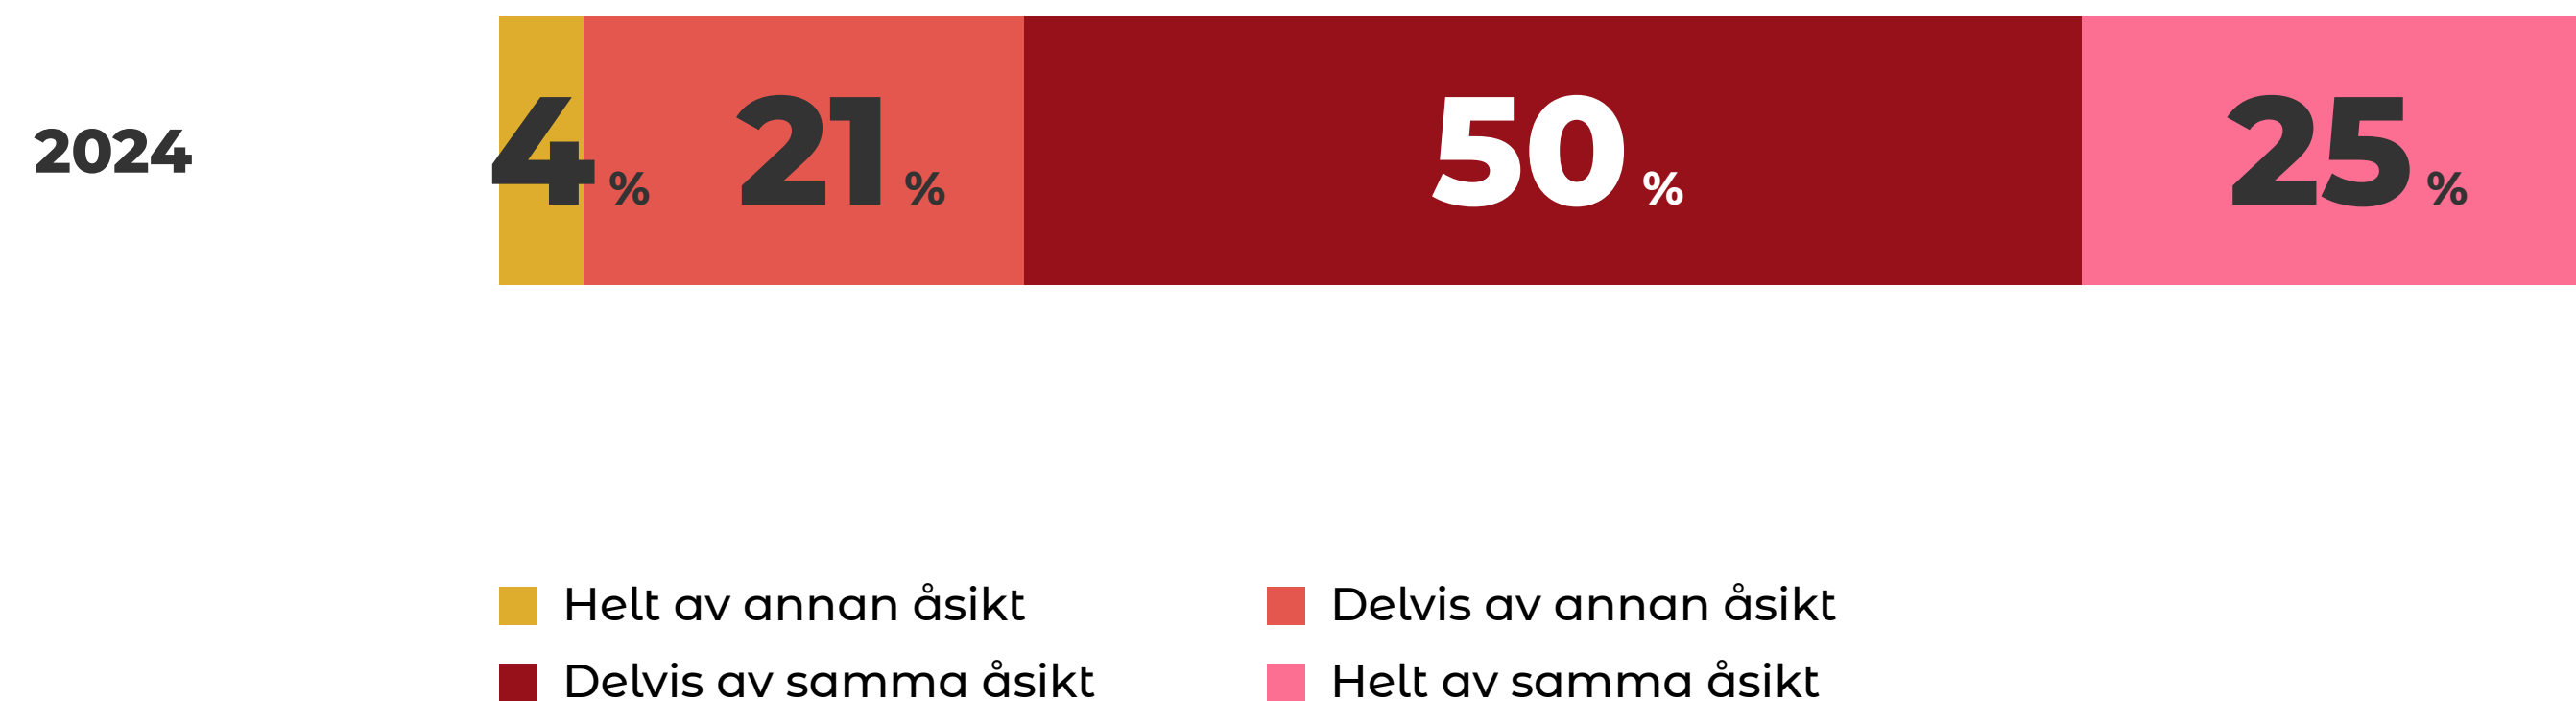 2024 4 % 21 % 50 % 25 %
Helt av annan åsikt Delvis av annan åsikt
Delvis av samma åsikt Helt av samma åsikt